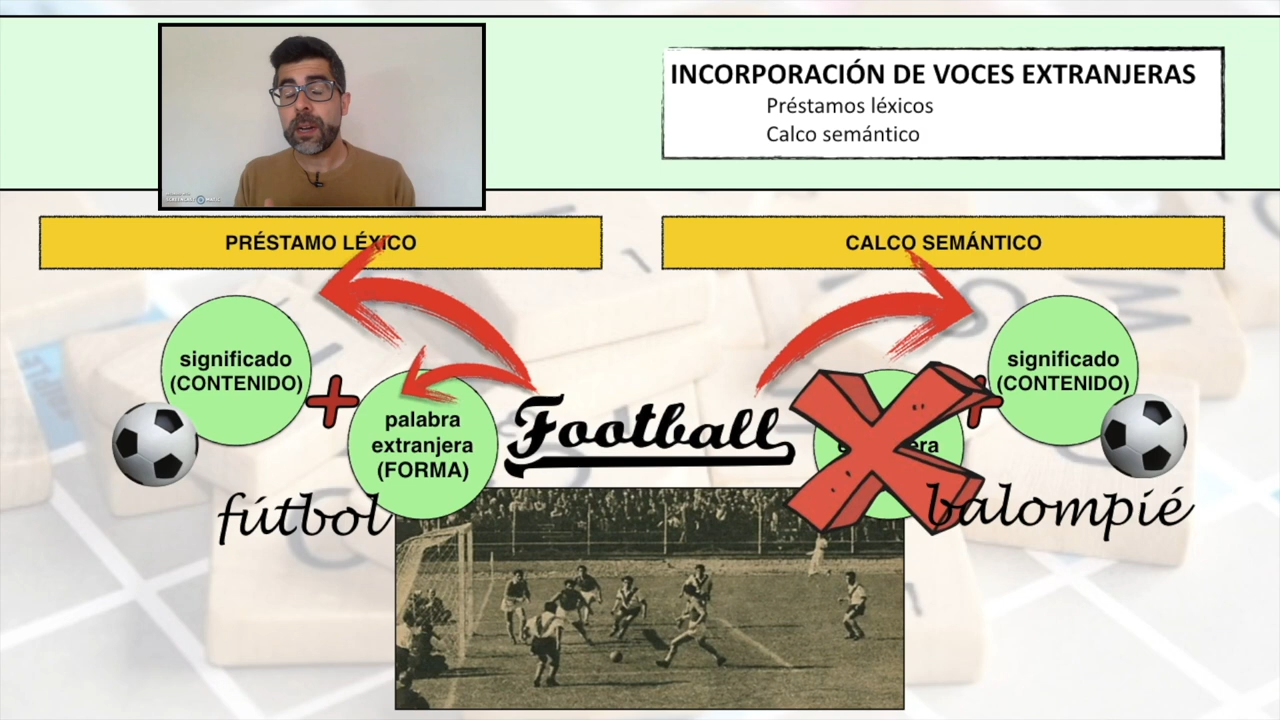 INCORPORACIÓN DE VOCES EXTRANJERAS
Préstamos léxicos
Calco semántico
PRÉSTAMO LÉXICO
CALCO SEMÁNTICO
significado
(CONTENIDO)
palabra
extranjera
(FORMA)
fútbol
Football
significado
(CONTENIDO)
balompié